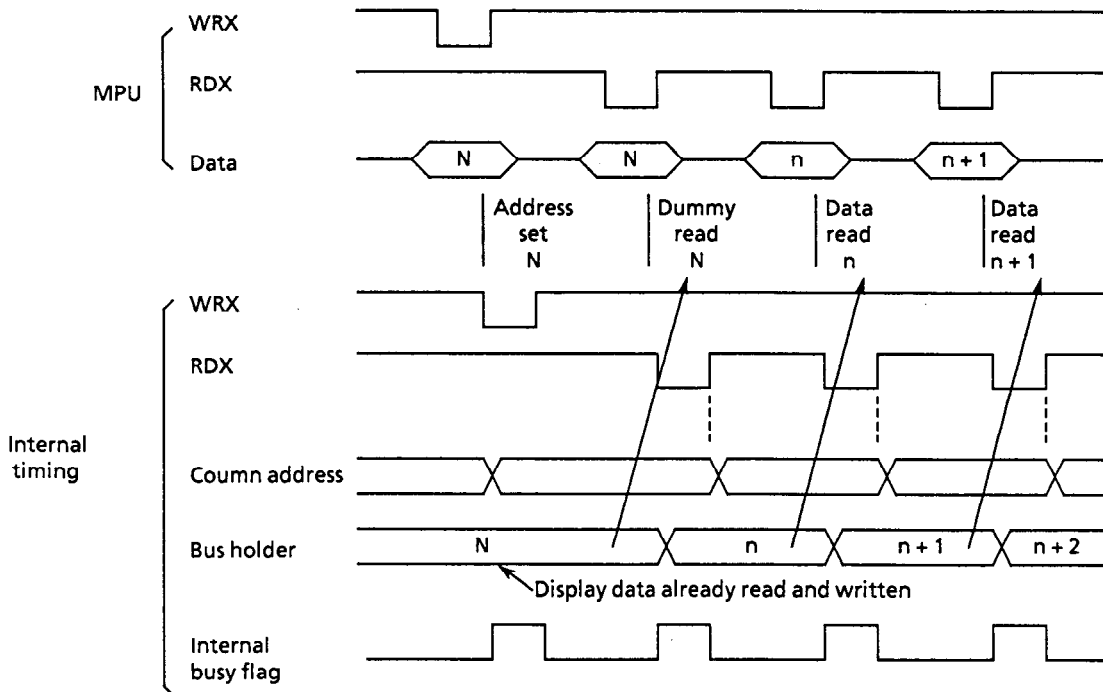 WRX
MPU
RDX
Data
N
N
n
n + 1
Address
set
N
Dummy
read
N
Data
read
n
Data
read
n + 1
WRX
RDX
Internal
timing
Coumn address
Bus holder
N
n
n + 1
n + 2
Display data already read and written
Internal
busy flag